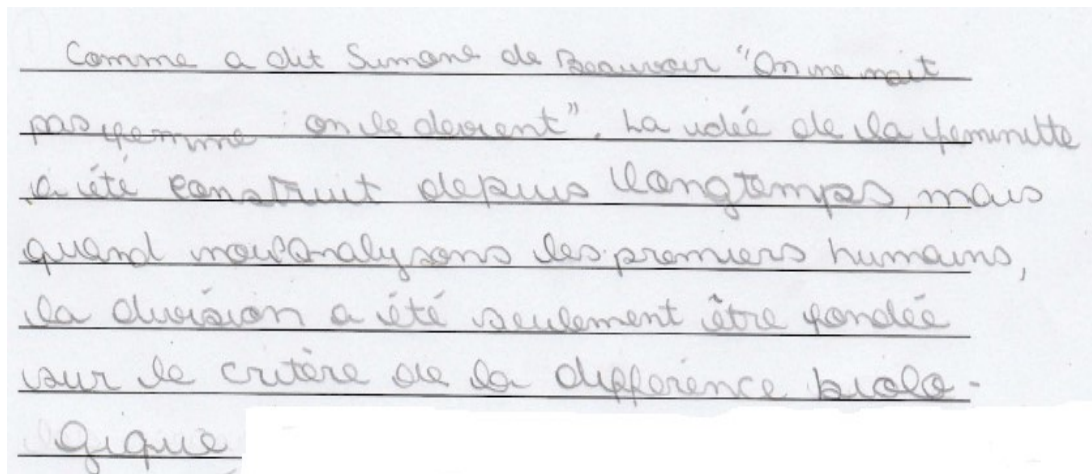 Comme a dit Sumone de Beauvoir "On ne nait
pas femme on le devient". La idée de la feminitte
a été construit depuis longtemps, mais
quand nous analysons les premiers humains,
la division a été seulement être fondée
sur le critère de la différence biolo-
gique